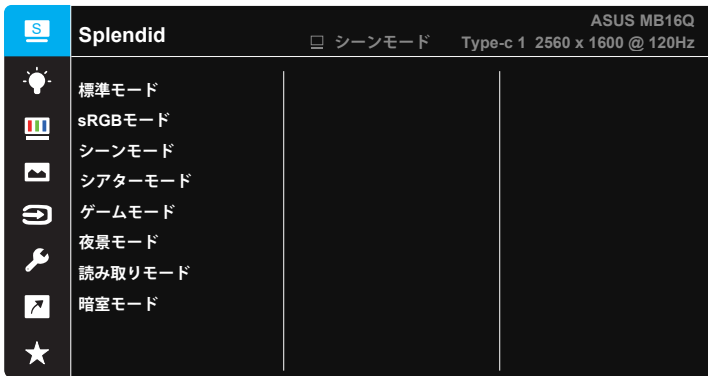 S
Splendid
ASUS MB16Q
シーンモード Type-c 1 2560 x 1600 @ 120Hz
標準モード
sRGBモード
シーンモード
シアターモード
ゲームモード
夜景モード
読み取りモード
暗室モード